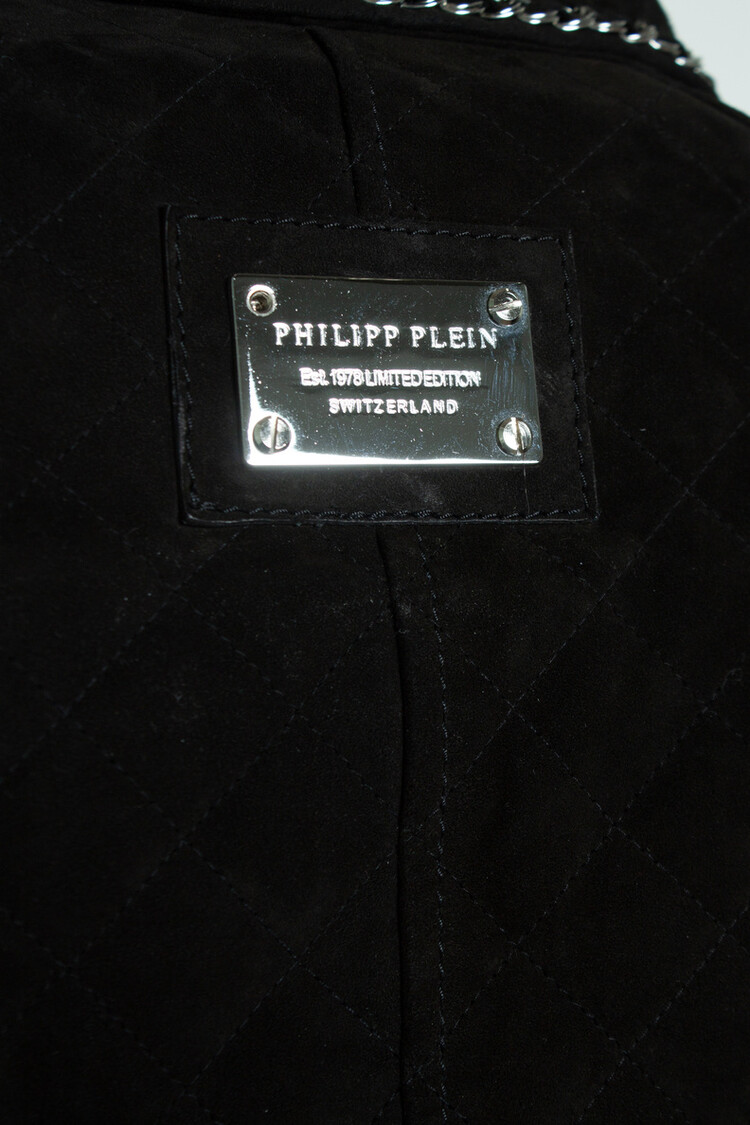 PHILIPP PLEIN
Est. 1978 LIMITED EDITION
SWITZERLAND